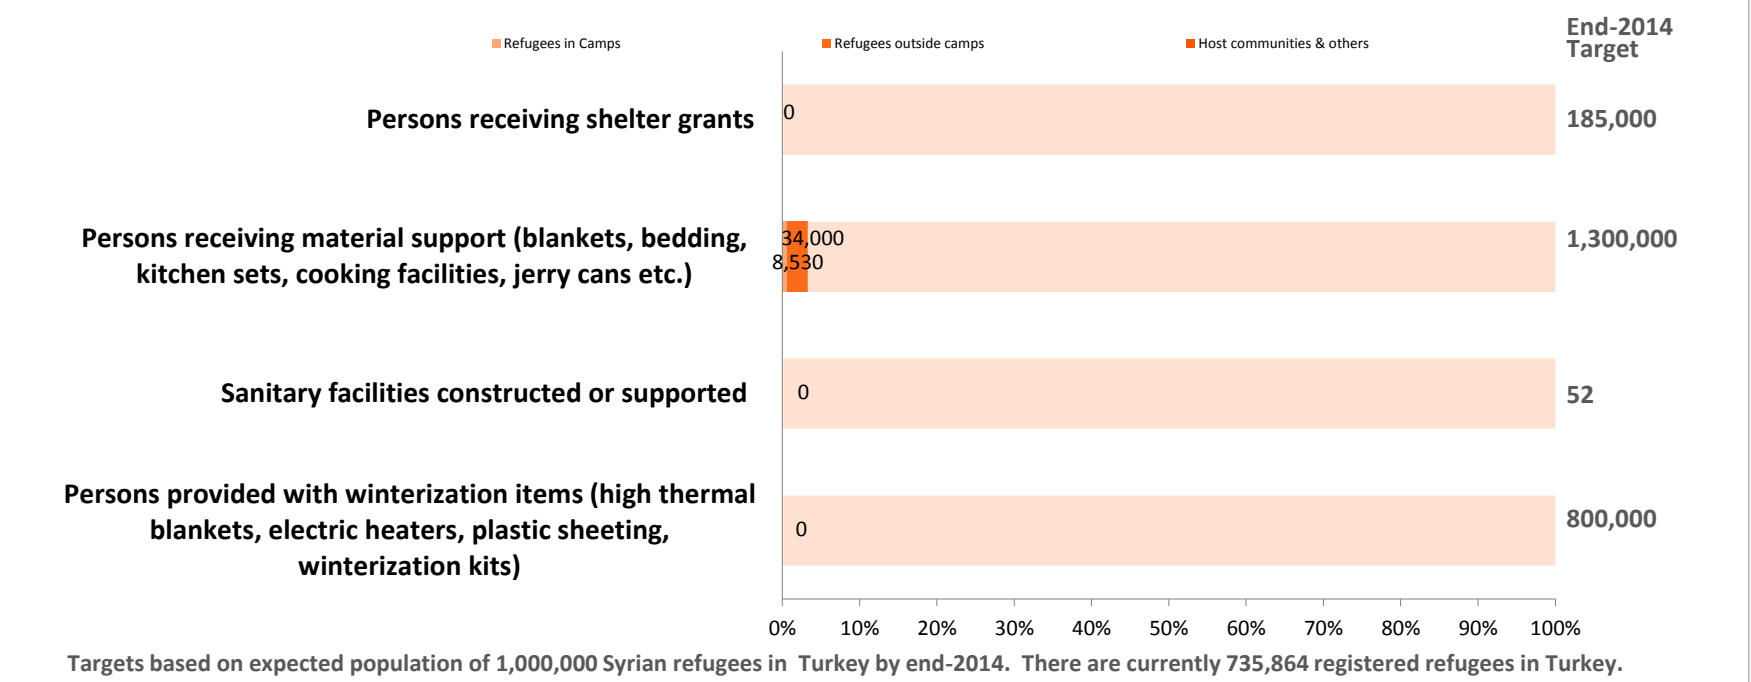 End-2014
Target
Refugees in Camps
Refugees outside camps
Host communities & others
Persons receiving shelter grants
0
185,000
Persons receiving material support (blankets, bedding,
kitchen sets, cooking facilities, jerry cans etc.)
34,000
8,530
1,300,000
Sanitary facilities constructed or supported
0
52
Persons provided with winterization items (high thermal
blankets, electric heaters, plastic sheeting,
winterization kits)
0
800,000
0% 10% 20% 30% 40% 50% 60% 70% 80% 90% 100%
Targets based on expected population of 1,000,000 Syrian refugees in  Turkey by end-2014.  There are currently 735,864 registered refugees in Turkey.